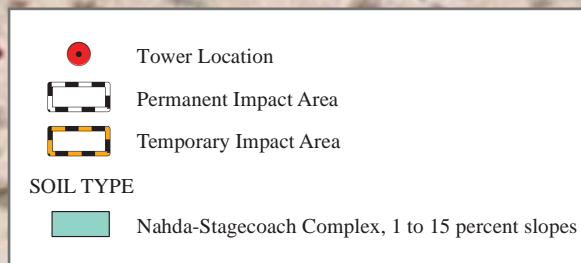 Tower Location
Permanent Impact Area
Temporary Impact Area
SOIL TYPE
Nahda-Stagecoach Complex, 1 to 15 percent slopes